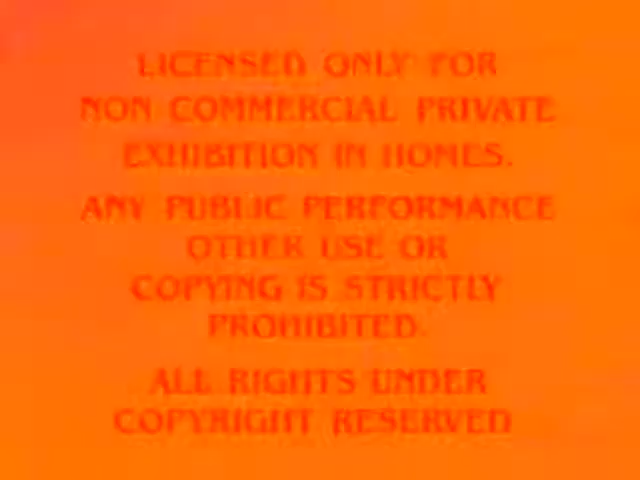 LICENSED ONLY FOR
NON COMMERCIAL PRIVATE
EXHIBITION IN HOMES.
ANY PUBLIC PERFORMANCE
OTHER USE OR
COPYING IS STRICTLY
PROHIBITED.
ALL RIGHTS UNDER
COPYRIGHT RESERVED